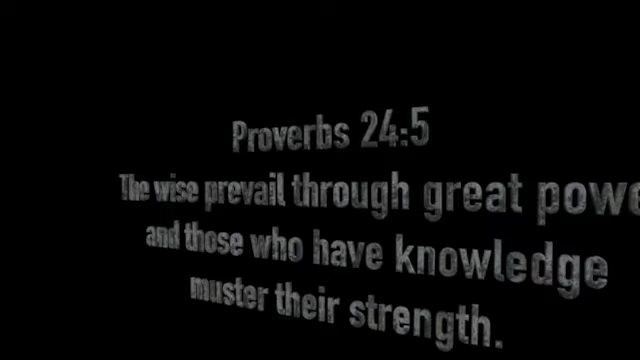 Proverbs 24:5
The wise prevail through great powe
and those who have knowledge
muster their strength.